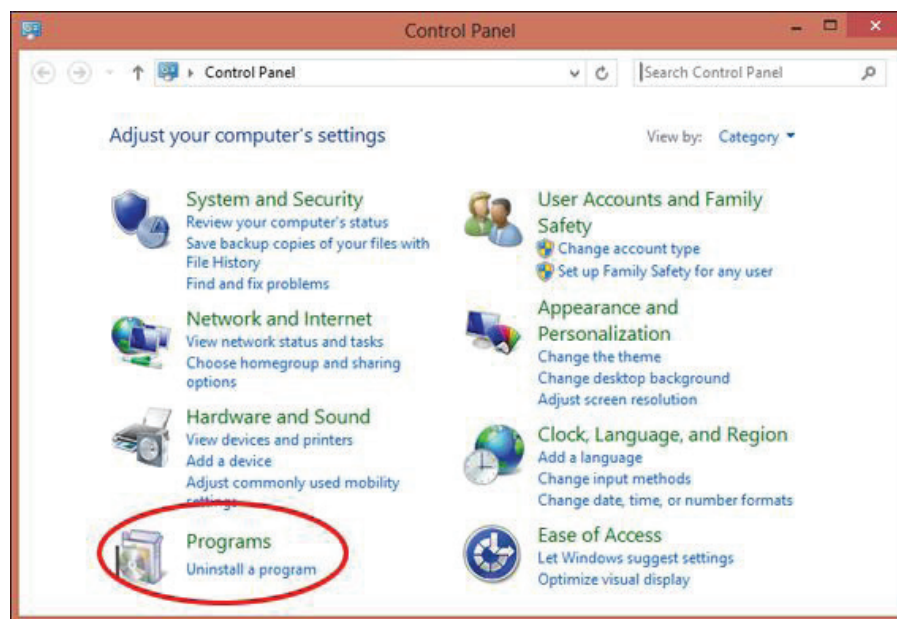 Control Panel
Control Panel
Search Control Panel
Adjust your computer's settings
View by: Category
System and Security
Review your computer's status
Save backup copies of your files with
File History
Find and fix problems
Network and Internet
View network status and tasks
Choose homegroup and sharing
options
Hardware and Sound
View devices and printers
Add a device
Adjust commonly used mobility
settings
Programs
Uninstall a program
User Accounts and Family
Safety
Change account type
Set up Family Safety for any user
Appearance and
Personalization
Change the theme
Change desktop background
Adjust screen resolution
Clock, Language, and Region
Add a language
Change input methods
Change date, time, or number formats
Ease of Access
Let Windows suggest settings
Optimize visual display